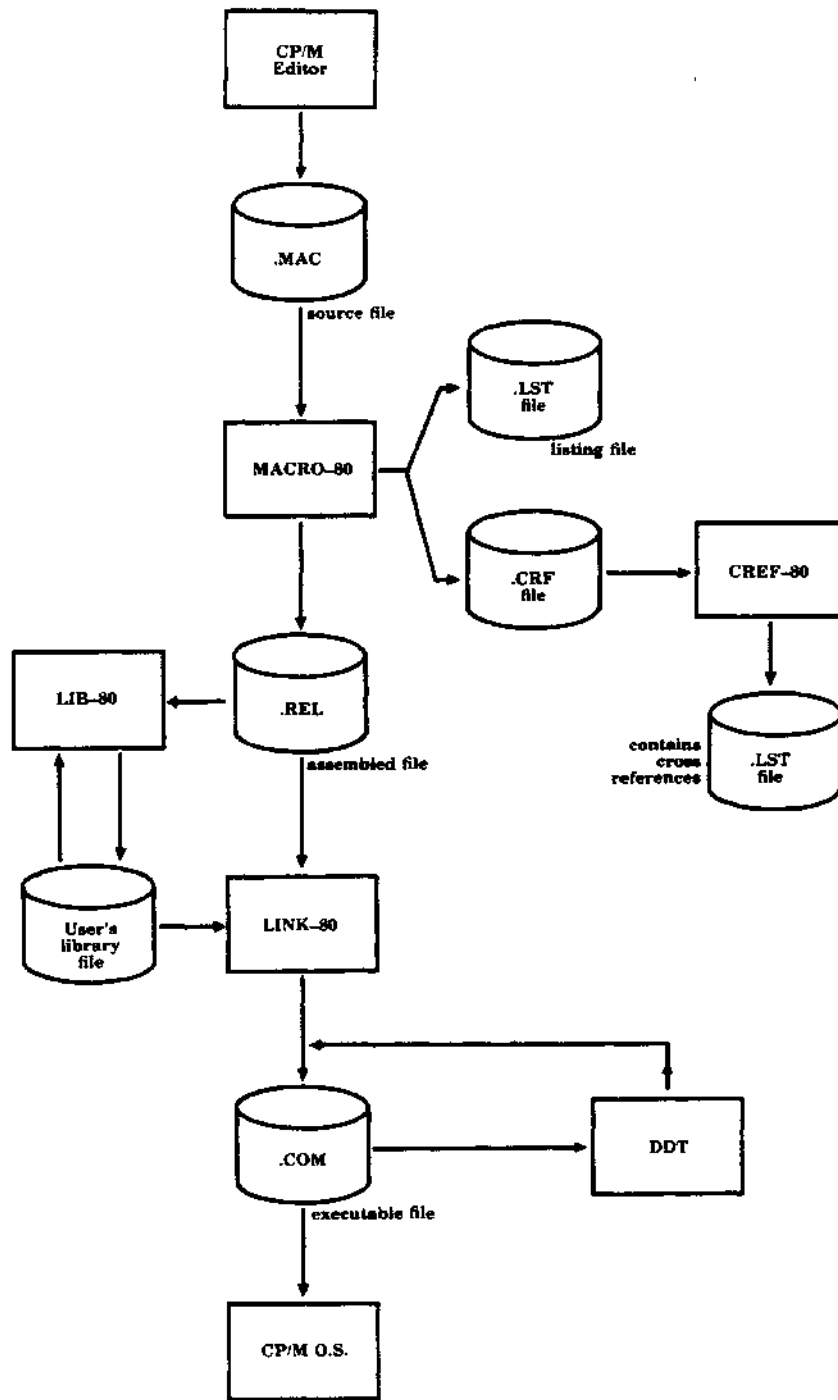 CP/M
Editor
.MAC
source file
.LST
file
listing file
MACRO–80
.CRF
file
CREF–80
LIB–80
.REL
assembled file
contains
cross
references
.LST
file
User's
library
file
LINK–80
.COM
executable file
DDT
CP/M O.S.